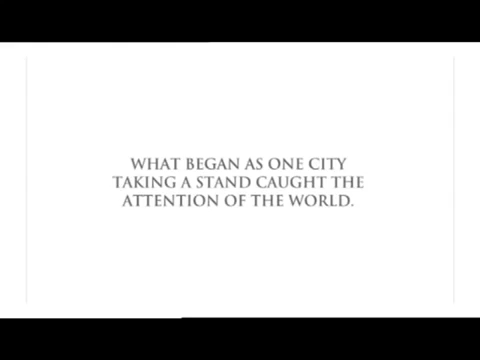 WHAT BEGAN AS ONE CITY
TAKING A STAND CAUGHT THE
ATTENTION OF THE WORLD.